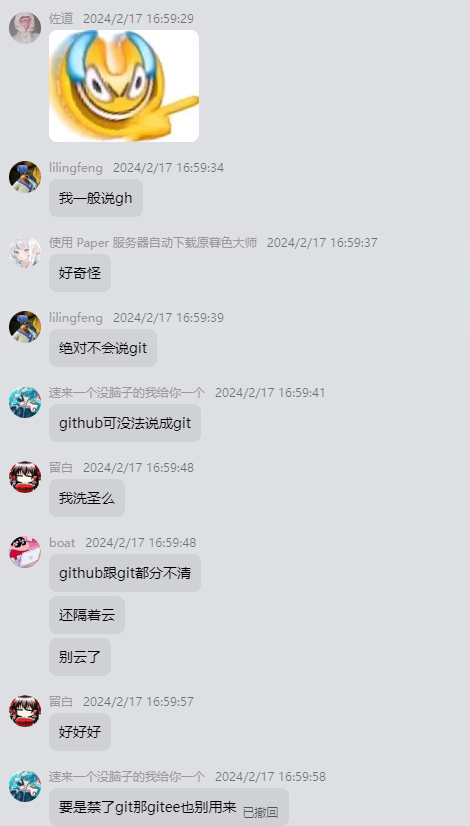 佐道 2024/2/17 16:59:29
lilingfeng 2024/2/17 16:59:34
我一般说gh
使用 Paper 服务器自动下载原暮色大师 2024/2/17 16:59:37
好奇怪
lilingfeng 2024/2/17 16:59:39
绝对不会说git
速来一个没脑子的我给你一个 2024/2/17 16:59:41
github可没法说成git
留白 2024/2/17 16:59:48
我洗圣么
boat 2024/2/17 16:59:48
github跟git都分不清
还隔着云
别云了
留白 2024/2/17 16:59:57
好好好
速来一个没脑子的我给你一个 2024/2/17 16:59:58
要是禁了git那gitee也别用来 已撤回